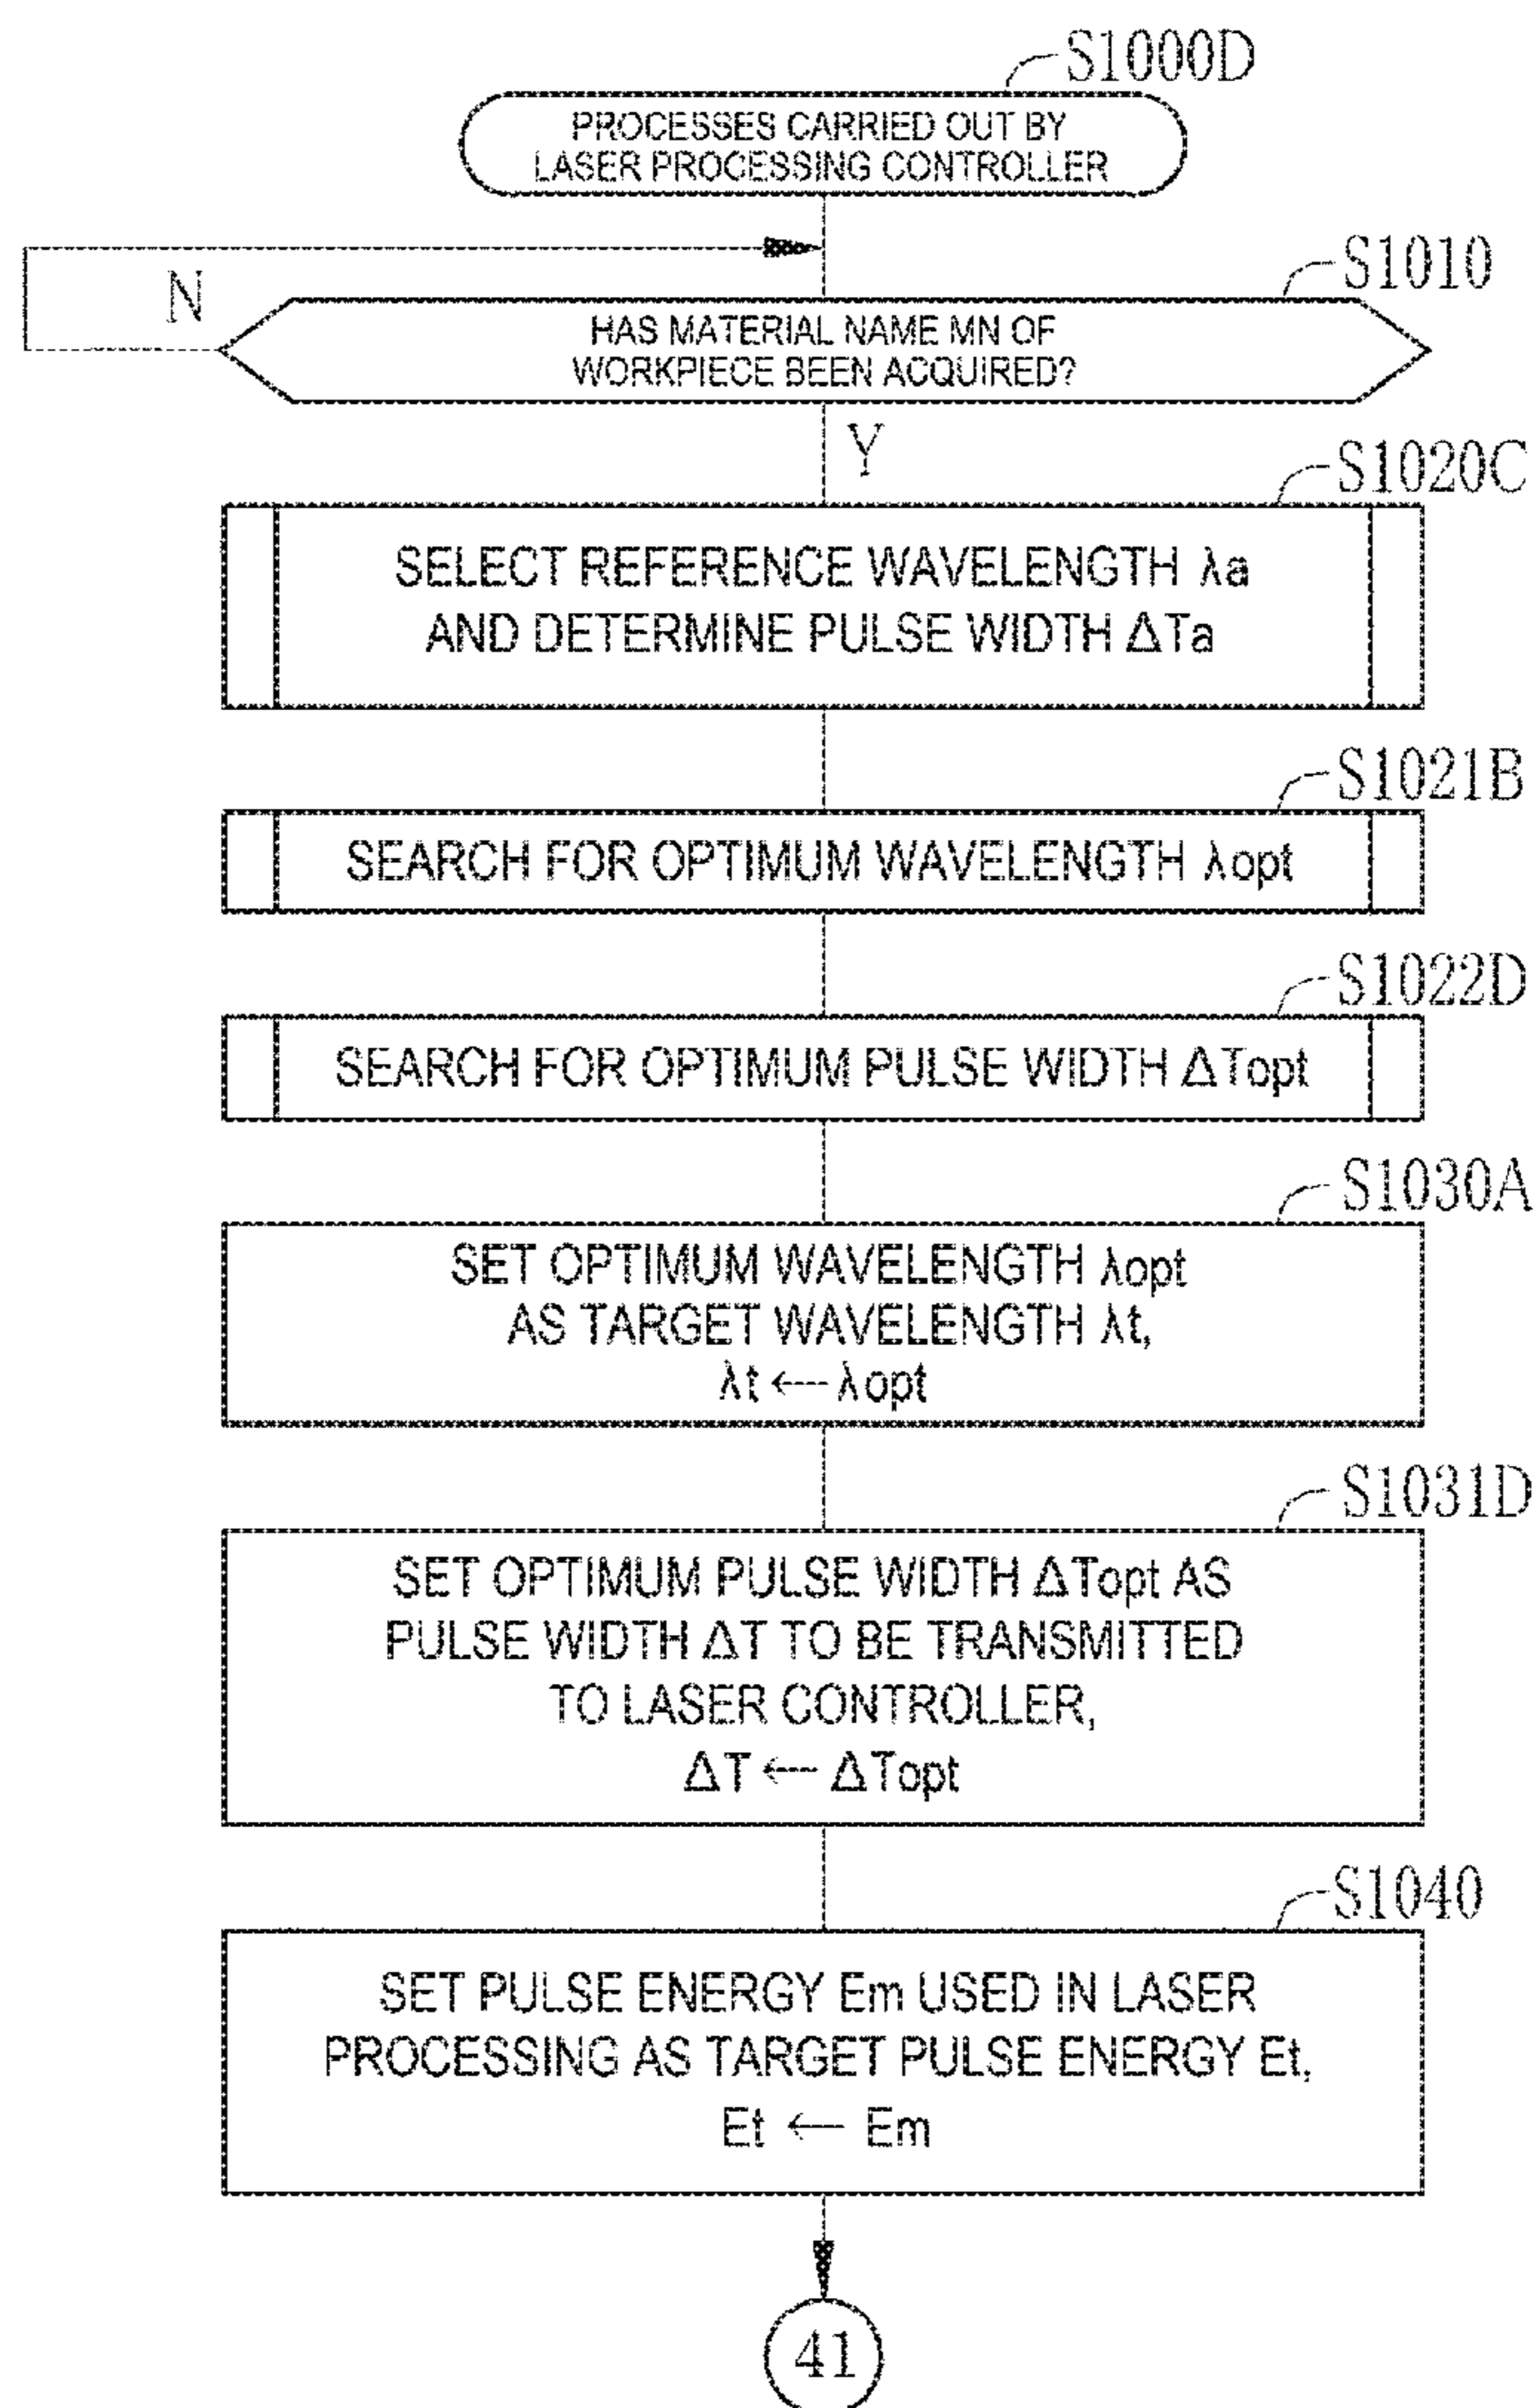 S1000D
PROCESSES CARRIED OUT BY
LASER PROCESSING CONTROLLER
S1010
N
HAS MATERIAL NAME MN OF
WORKPIECE BEEN ACQUIRED?
Y
S1020C
SELECT REFERENCE WAVELENGTH λa
AND DETERMINE PULSE WIDTH ΔTa
S1021B
SEARCH FOR OPTIMUM WAVELENGTH λopt
S1022D
SEARCH FOR OPTIMUM PULSE WIDTH ΔTopt
S1030A
SET OPTIMUM WAVELENGTH λopt
AS TARGET WAVELENGTH λt,
λt ← λopt
S1031D
SET OPTIMUM PULSE WIDTH ΔTopt AS
PULSE WIDTH ΔT TO BE TRANSMITTED
TO LASER CONTROLLER,
ΔT ← ΔTopt
S1040
SET PULSE ENERGY Em USED IN LASER
PROCESSING AS TARGET PULSE ENERGY Et,
Et ← Em
41